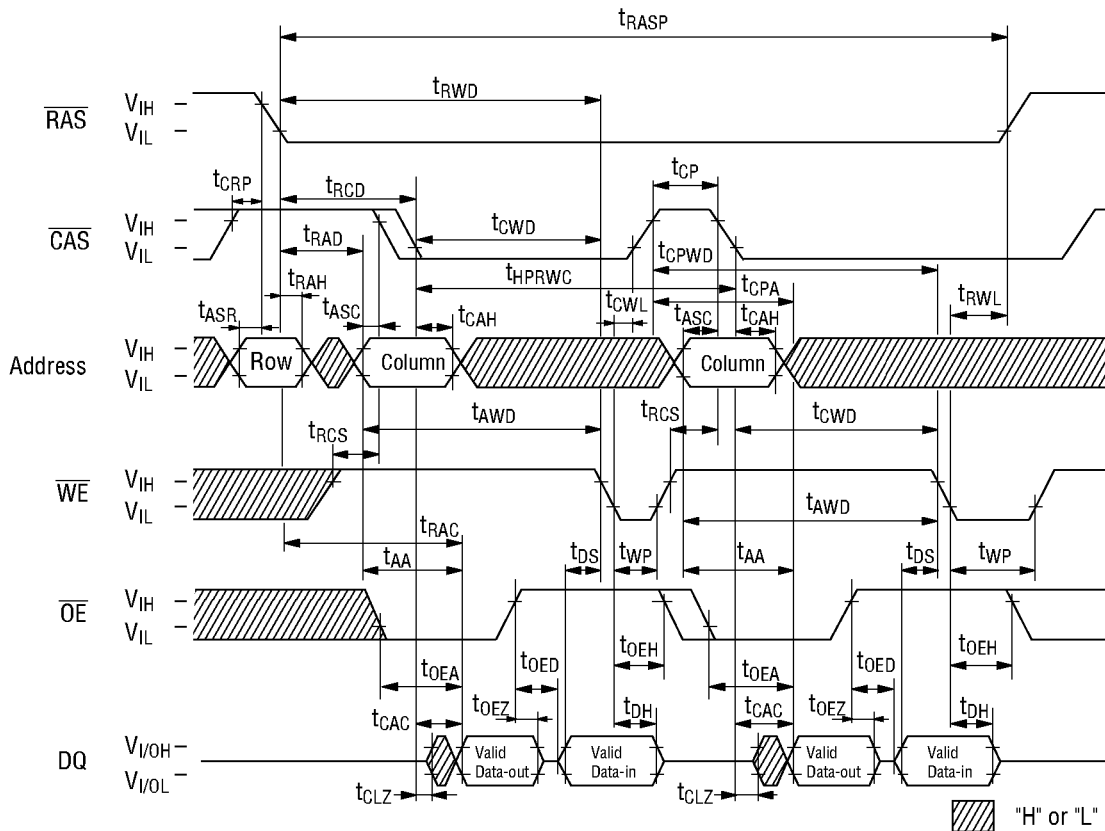 tRASP
tRWD
RAS
VIH
VIL
tCRP
tRCD
tCP
CAS
VIH
VIL
tRAD
tCWD
tCPWD
tHPRWC
tRAH
tCPA
tASR
tASC
tCAH
tCWL
tASC
tCAH
tRWL
Address
VIH
VIL
Row
Column
Column
tRCS
tAWD
tRCS
tCWD
WE
VIH
VIL
tRAC
tAWD
tAA
tDS
tWP
tAA
tDS
tWP
OE
VIH
VIL
tOEA
tOED
tOEH
tOEA
tOED
tOEH
tCAC
tOEZ
tDH
tCAC
tOEZ
tDH
DQ
VI/OH
VI/OL
Valid
Data-out
Valid
Data-in
Valid
Data-out
Valid
Data-in
tCLZ
tCLZ
"H" or "L"